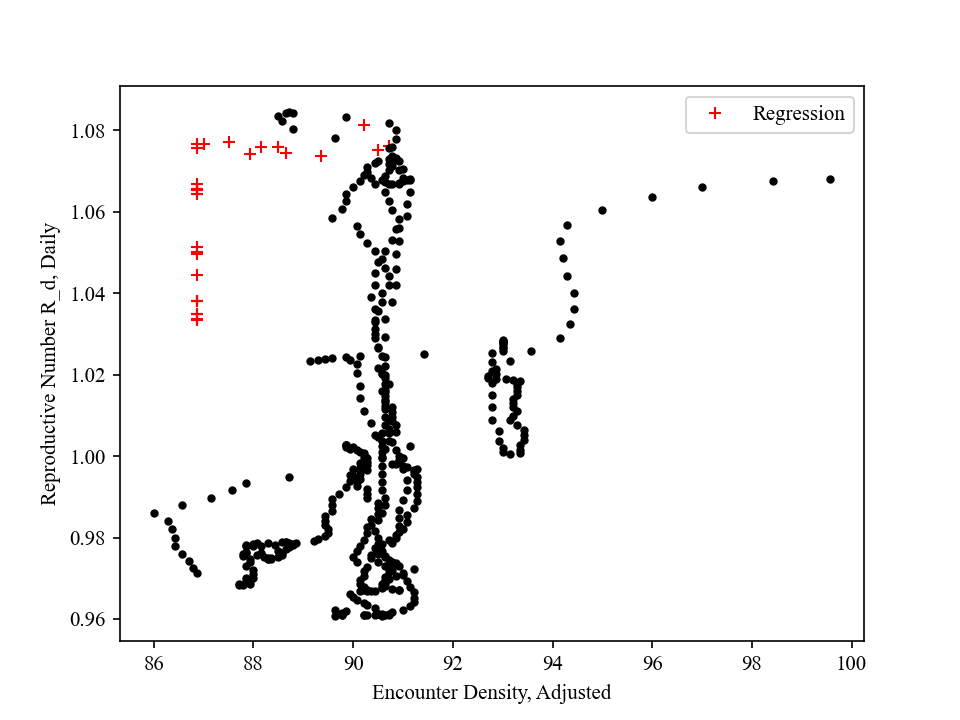 Regression
1.08
1.06
1.04
1.02
1.00
0.98
0.96
Reproductive Number R_d, Daily
86 88 90 92 94 96 98 100
Encounter Density, Adjusted